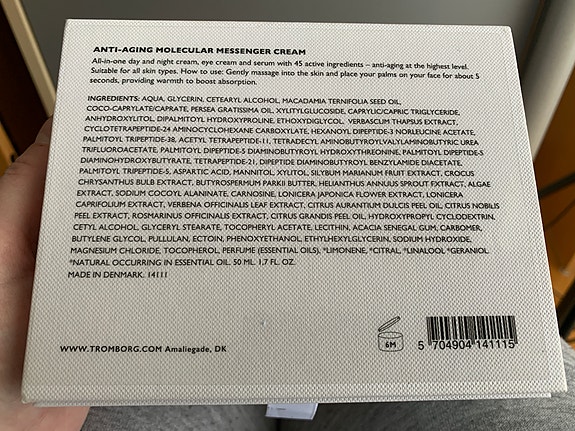 ANTI-AGING MOLECULAR MESSENGER CREAM
All-in-one day and night cream, eye cream and serum with 45 active ingredients – anti-aging at the highest level.
Suitable for all skin types. How to use: Gently massage into the skin and place your palms on your face for about 5
seconds, providing warmth to boost absorption.
INGREDIENTS: AQUA, GLYCERIN, CETEARYL ALCOHOL, MACADAMIA TERNIFOLIA SEED OIL,
COCO-CAPRYLATE/CAPRATE, PERSEA GRATISSIMA OIL, XYLITYLGLUCOSIDE, CAPRYLIC/CAPRIC TRIGLYCERIDE,
ANHYDROXYLITOL, DIPALMITOYL HYDROXYPROLINE, ETHOXYDIGLYCOL, VERBASCUM THAPSUS EXTRACT,
CYCLOTETRAPEPTIDE-24 AMINOCYCLOHEXANE CARBOXYLATE, HEXANOYL DIPEPTIDE-3 NORLEUCINE ACETATE,
PALMITOYL TRIPEPTIDE-38, ACETYL TETRAPEPTIDE-11, TETRADECYL AMINOBUTYROYLVALYLAMINOBUTYRIC UREA
TRIFLUOROACETATE, PALMITOYL DIPEPTIDE-5 DIAMINOBUTYROYL HYDROXYTHREONINE, PALMITOYL DIPEPTIDE-5
DIAMINOHYDROXYBUTYRATE, TETRAPEPTIDE-21, DIPEPTIDE DIAMINOBUTYROYL BENZYLAMIDE DIACETATE,
PALMITOYL TRIPEPTIDE-5, ASPARTIC ACID, MANNITOL, XYLITOL, SILYBUM MARIANUM FRUIT EXTRACT, CROCUS
CHRYSANTHUS BULB EXTRACT, BUTYROSPERMUM PARKII BUTTER, HELIANTHUS ANNUUS SPROUT EXTRACT, ALGAE
EXTRACT, SODIUM COCOYL ALANINATE, CARNOSINE, LONICERA JAPONICA FLOWER EXTRACT, LONICERA
CAPRIFOLIUM EXTRACT, VERBENA OFFICINALIS LEAF EXTRACT, CITRUS AURANTIUM DULCIS PEEL OIL, CITRUS NOBILIS
PEEL EXTRACT, ROSMARINUS OFFICINALIS EXTRACT, CITRUS GRANDIS PEEL OIL, HYDROXYPROPYL CYCLODEXTRIN,
CETYL ALCOHOL, GLYCERYL STEARATE, TOCOPHERYL ACETATE, LECITHIN, ACACIA SENEGAL GUM, CARBOMER,
BUTYLENE GLYCOL, PULLULAN, ECTOIN, PHENOXYETHANOL, ETHYLHEXYLGLYCERIN, SODIUM HYDROXIDE,
MAGNESIUM CHLORIDE, TOCOPHEROL, PERFUME (ESSENTIAL OILS), *LIMONENE, *CITRAL, *LINALOOL *GERANIOL.
*NATURAL OCCURRING IN ESSENTIAL OIL. 50 ML. 1,7 FL. OZ.
MADE IN DENMARK. 14111
WWW.TROMBORG.COM Amaliegade, DK
6M
5 704904 141115